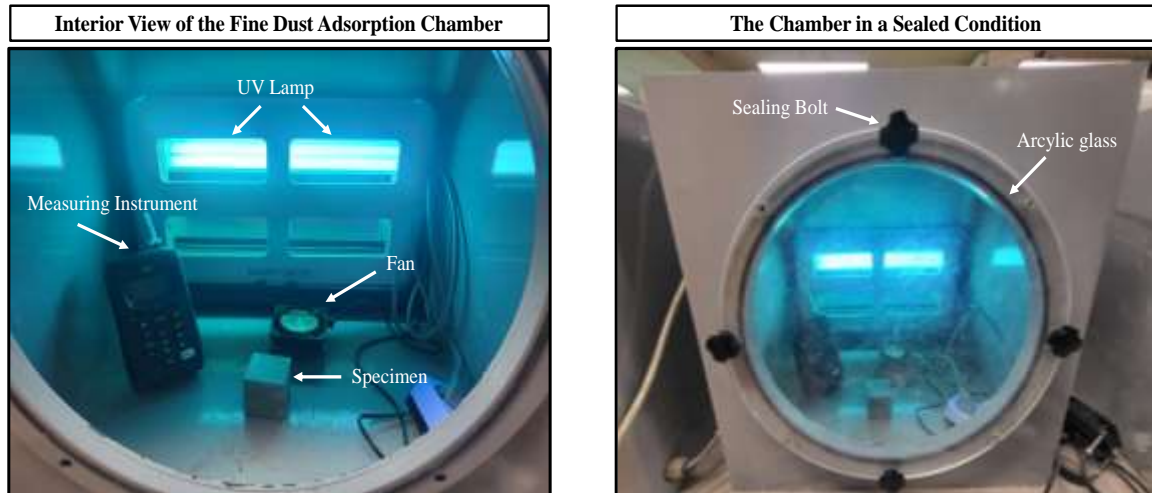 Interior View of the Fine Dust Adsorption Chamber
UV Lamp
Measuring Instrument
Fan
Specimen
The Chamber in a Sealed Condition
Sealing Bolt
Arcylic glass